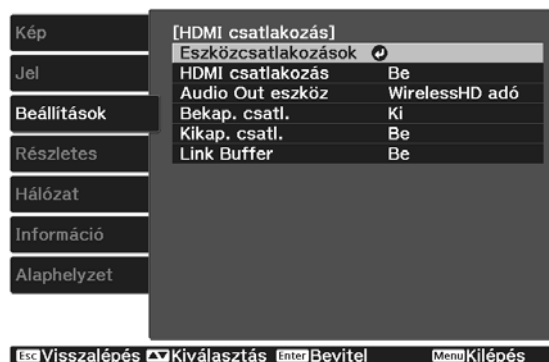 Kép
Jel
Beállítások
Részletes
Hálózat
Információ
Alaphelyzet
[HDMI csatlakozás]
Eszközcsatlakozások
HDMI csatlakozás Be
Audio Out eszköz WirelessHD adó
Bekap. csatl. Ki
Kikap. csatl. Be
Link Buffer Be
Esc Visszalépés Kiválasztás Enter Bevitel Menu Kilépés